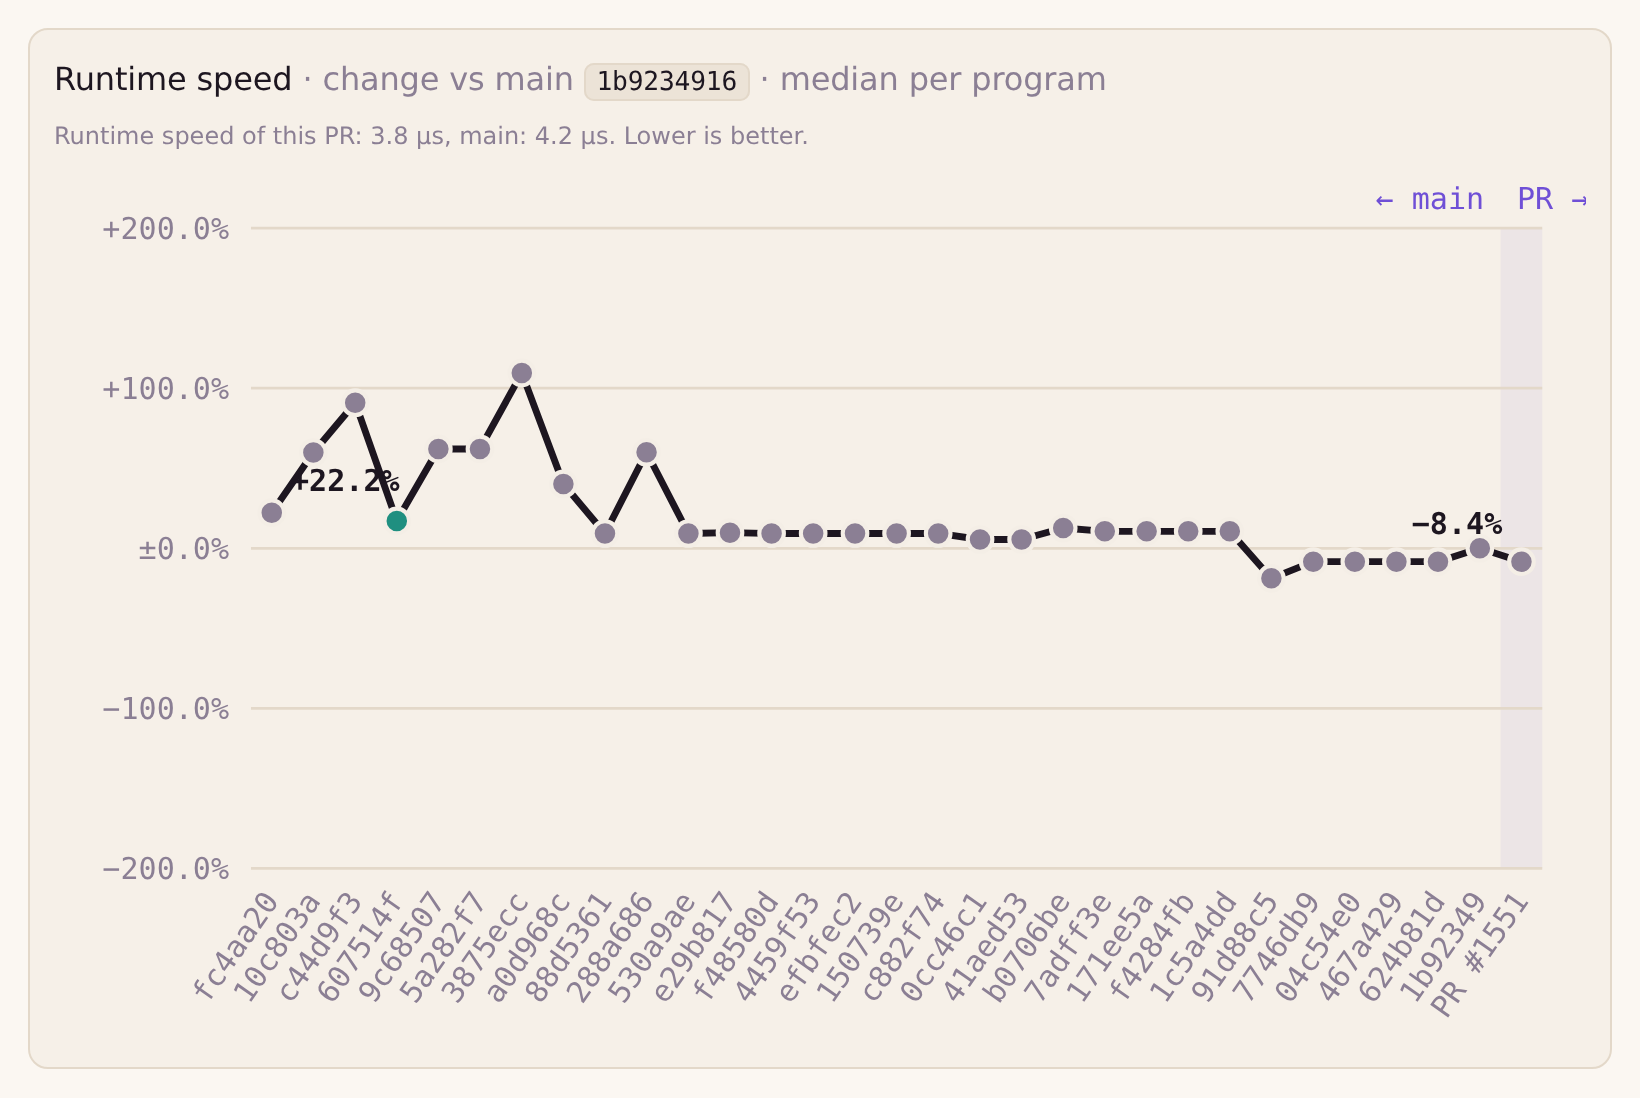 Runtime speed · change vs main 1b9234916 · median per program
Runtime speed of this PR: 3.8 µs, main: 4.2 µs. Lower is better.
← main PR →
+200.0%
+100.0%
±0.0%
−100.0%
−200.0%
+22.2%
−8.4%
fc4aa20
10c803a
c44d9f3
607514f
9c68507
5a282f7
3875ecc
a0d968c
88d5361
288a686
530a9ae
e29b817
f48580d
4459f53
efbfec2
150739e
c882f74
0cc46c1
41aed53
b0706be
7adff3e
171ee5a
f4284fb
1c5a4dd
91d88c5
7746db9
04c54e0
467a429
624b81d
1b92349
PR #1551